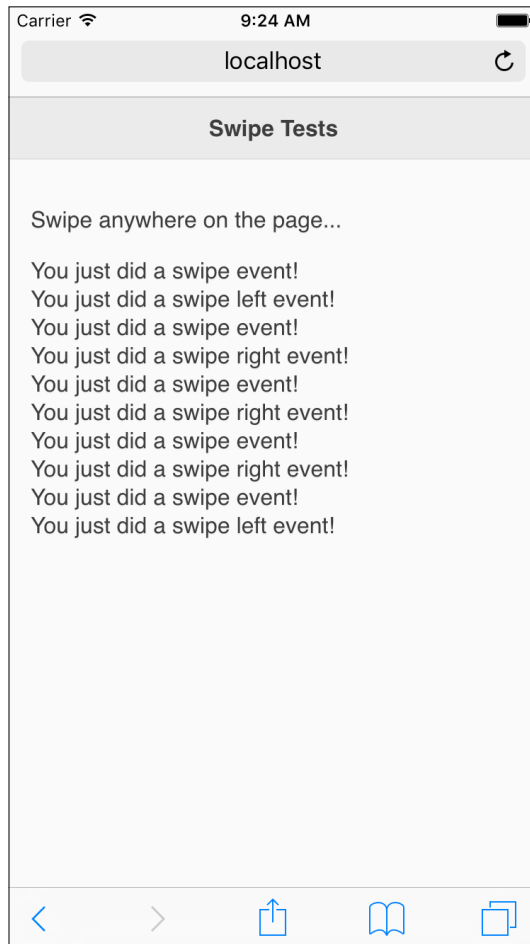 Carrier 9:24 AM
localhost
Swipe Tests
Swipe anywhere on the page...
You just did a swipe event!
You just did a swipe left event!
You just did a swipe event!
You just did a swipe right event!
You just did a swipe event!
You just did a swipe right event!
You just did a swipe event!
You just did a swipe right event!
You just did a swipe event!
You just did a swipe left event!